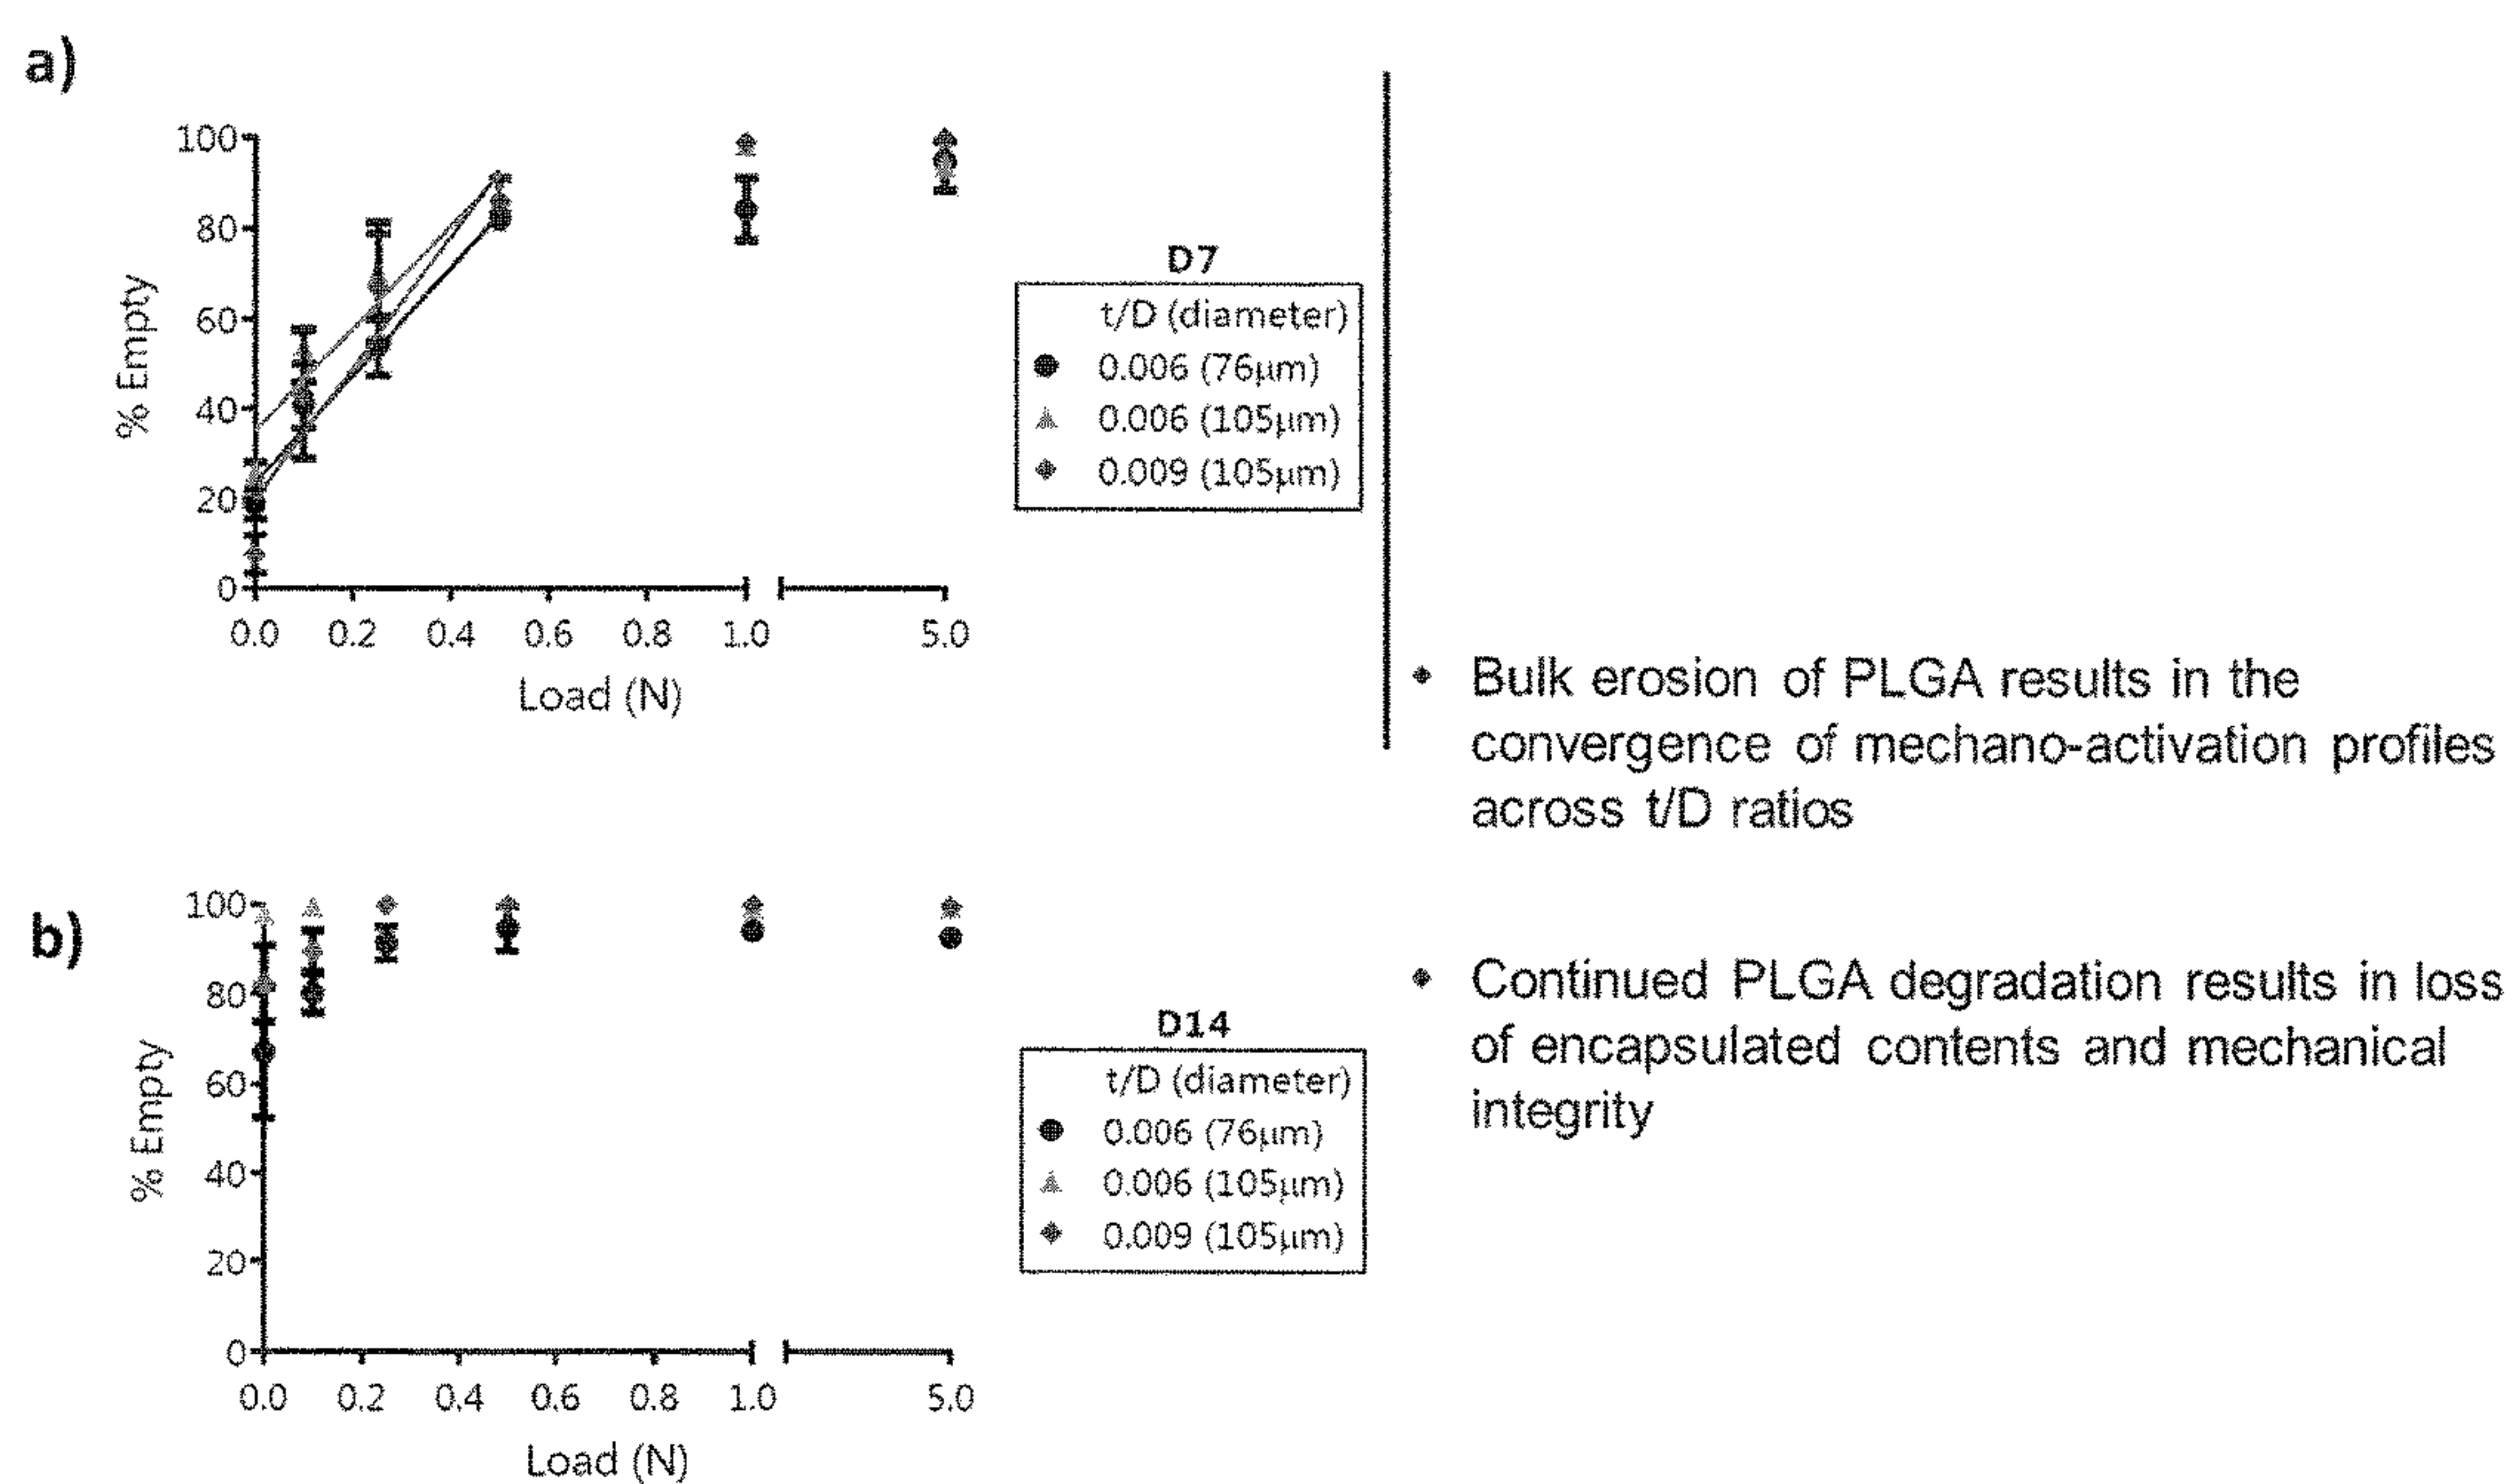 a)
100
80
60
40
20
0
% Empty
0.0 0.2 0.4 0.6 0.8 1.0 5.0
Load (N)
D7
t/D (diameter)
0.006 (76µm)
0.006 (105µm)
0.009 (105µm)
Bulk erosion of PLGA results in the
convergence of mechano-activation profiles
across t/D ratios
b)
100
80
60
40
20
0
% Empty
0.0 0.2 0.4 0.6 0.8 1.0 5.0
Load (N)
D14
t/D (diameter)
0.006 (76µm)
0.006 (105µm)
0.009 (105µm)
Continued PLGA degradation results in loss
of encapsulated contents and mechanical
integrity